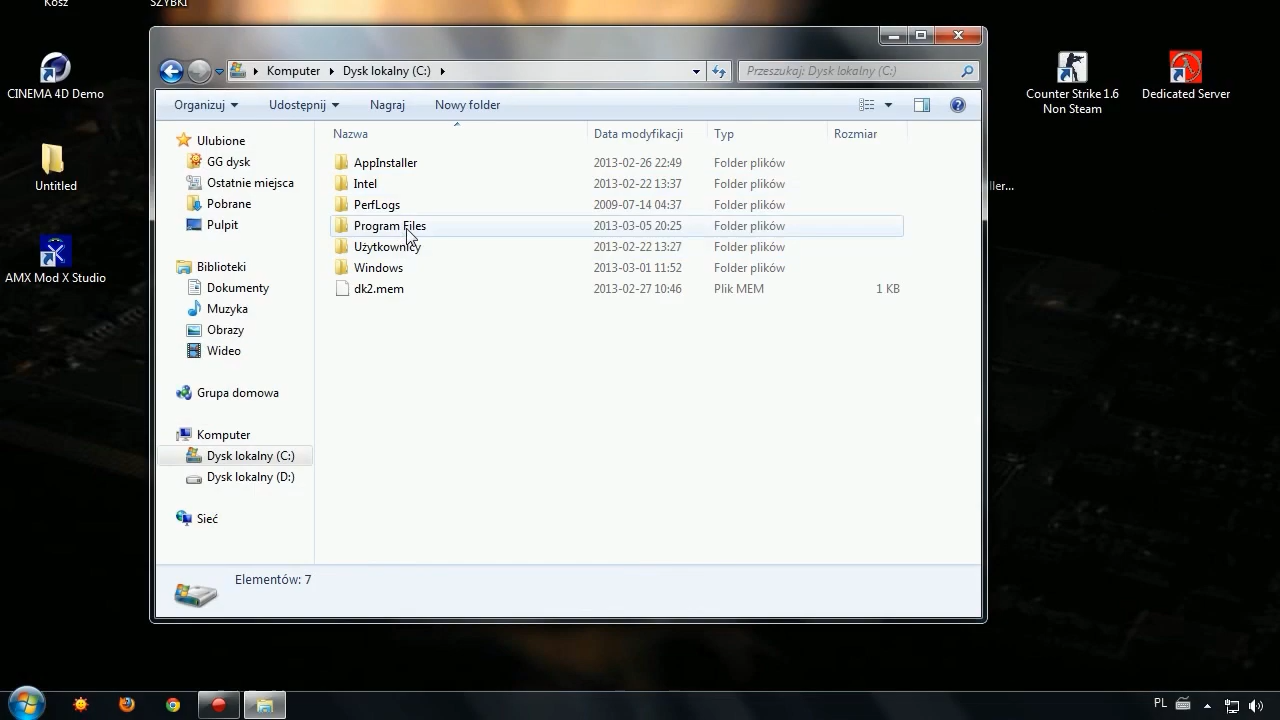 Kosz
SZYBKI
CINEMA 4D Demo
Untitled
AMX Mod X Studio
Komputer
Dysk lokalny (C:)
Przeszukaj: Dysk lokalny (C:)
Organizuj
Udostępnij
Nagraj
Nowy folder
Nazwa
Data modyfikacji
Typ
Rozmiar
AppInstaller 2013-02-26 22:49 Folder plików
Intel 2013-02-22 13:37 Folder plików
PerfLogs 2009-07-14 04:37 Folder plików
Program Files 2013-03-05 20:25 Folder plików
Użytkownicy 2013-02-22 13:27 Folder plików
Windows 2013-03-01 11:52 Folder plików
dk2.mem 2013-02-27 10:46 Plik MEM 1 KB
Ulubione
GG dysk
Ostatnie miejsca
Pobrane
Pulpit
Biblioteki
Dokumenty
Muzyka
Obrazy
Wideo
Grupa domowa
Komputer
Dysk lokalny (C:)
Dysk lokalny (D:)
Sieć
Elementów: 7
Counter Strike 1.6
Non Steam
Dedicated Server
ller...
PL